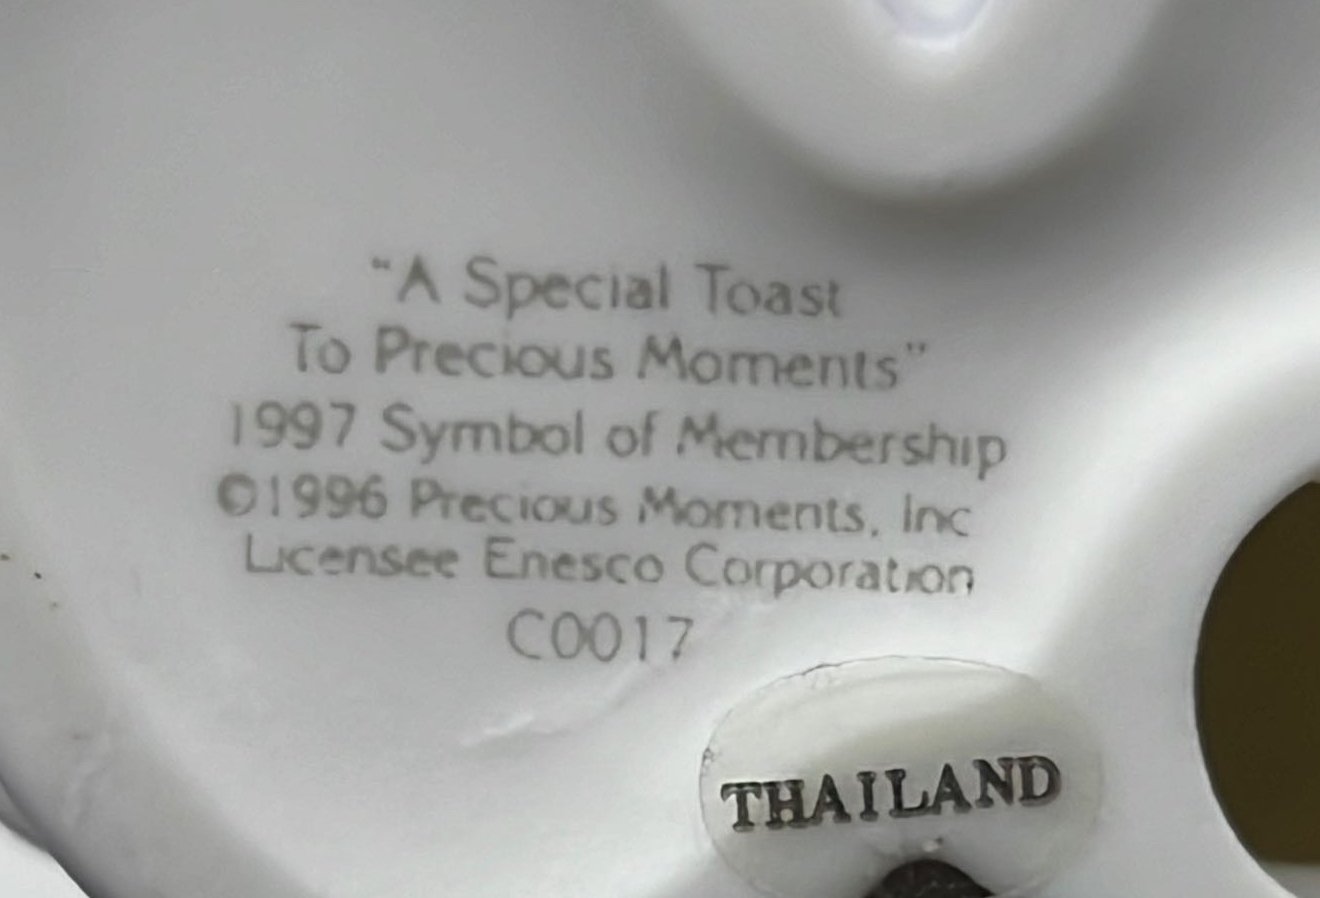 “A Special Toast
To Precious Moments”
1997 Symbol of Membership
©1996 Precious Moments, Inc
Licensee Enesco Corporation
C0017
THAILAND